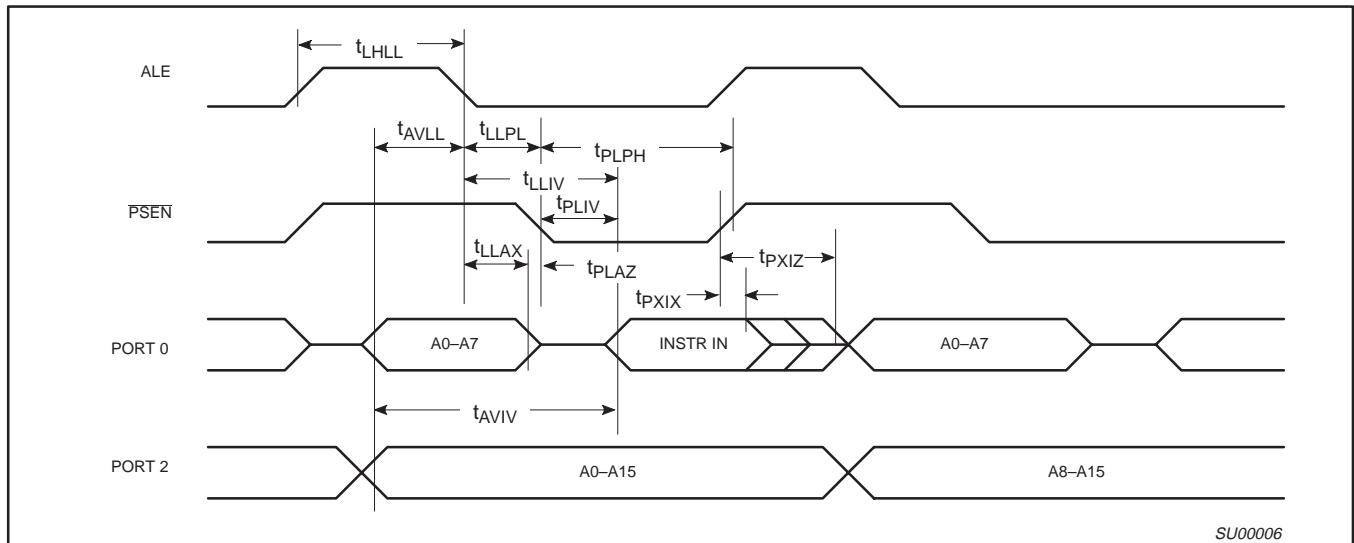 tLHLL
ALE
tAVLL
tLLPL
tPLPH
tLLIV
PSEN
tPLIV
tLLAX
tPLAZ
tPXIZ
tPXIX
PORT 0
A0–A7
INSTR IN
A0–A7
tAVIV
PORT 2
A0–A15
A8–A15
SU00006